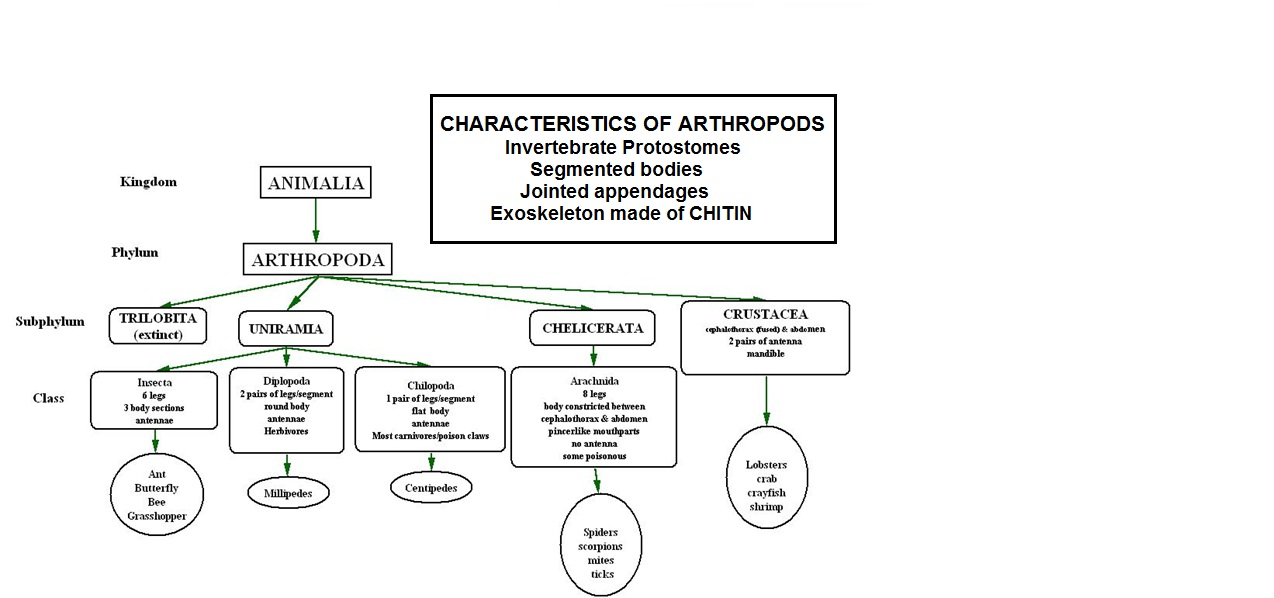 CHARACTERISTICS OF ARTHROPODS
Invertebrate Protostomes
Segmented bodies
Jointed appendages
Exoskeleton made of CHITIN
Kingdom
ANIMALIA
Phylum
ARTHROPODA
Subphylum
TRILOBITA
(extinct)
UNIRAMIA
CHELICERATA
CRUSTACEA
cephalothorax (fused) & abdomen
2 pairs of antenna
mandible
Class
Insecta
6 legs
3 body sections
antennae
Diplopoda
2 pairs of legs/segment
round body
antennae
Herbivores
Chilopoda
1 pair of legs/segment
flat body
antennae
Most carnivores/poison claws
Arachnida
8 legs
body constricted between
cephalothorax & abdomen
pincerlike mouthparts
no antenna
some poisonous
Ant
Butterfly
Bee
Grasshopper
Millipedes
Centipedes
Spiders
scorpions
mites
ticks
Lobsters
crab
crayfish
shrimp